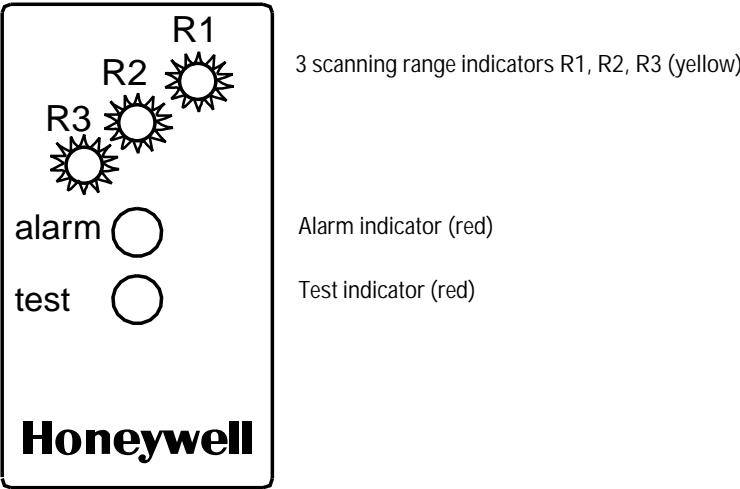 R1
R2
R3
3 scanning range indicators R1, R2, R3 (yellow)
alarm
Alarm indicator (red)
test
Test indicator (red)
Honeywell